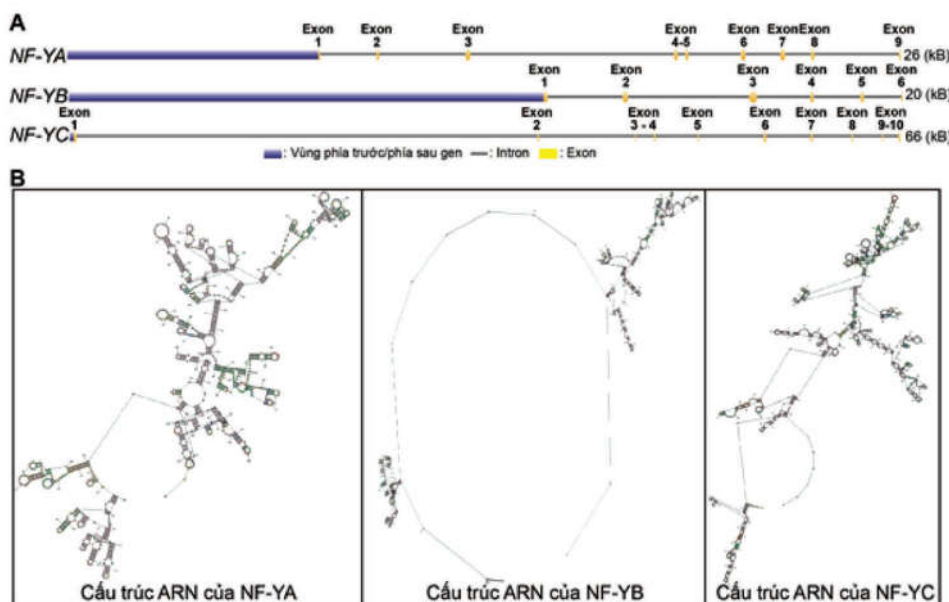 A
Exon Exon Exon Exon Exon Exon Exon Exon
1 2 3 4-5 6 7 8 9
NF-YA 26 (kB)
Exon Exon Exon Exon Exon Exon
1 2 3 4 5 6
NF-YB 20 (kB)
Exon Exon Exon Exon Exon Exon Exon Exon
1 2 3 - 4 5 6 7 8 9-10
NF-YC 66 (kB)
: Vùng phía trước/phía sau gen : Intron : Exon
B
Cấu trúc ARN của NF-YA Cấu trúc ARN của NF-YB Cấu trúc ARN của NF-YC